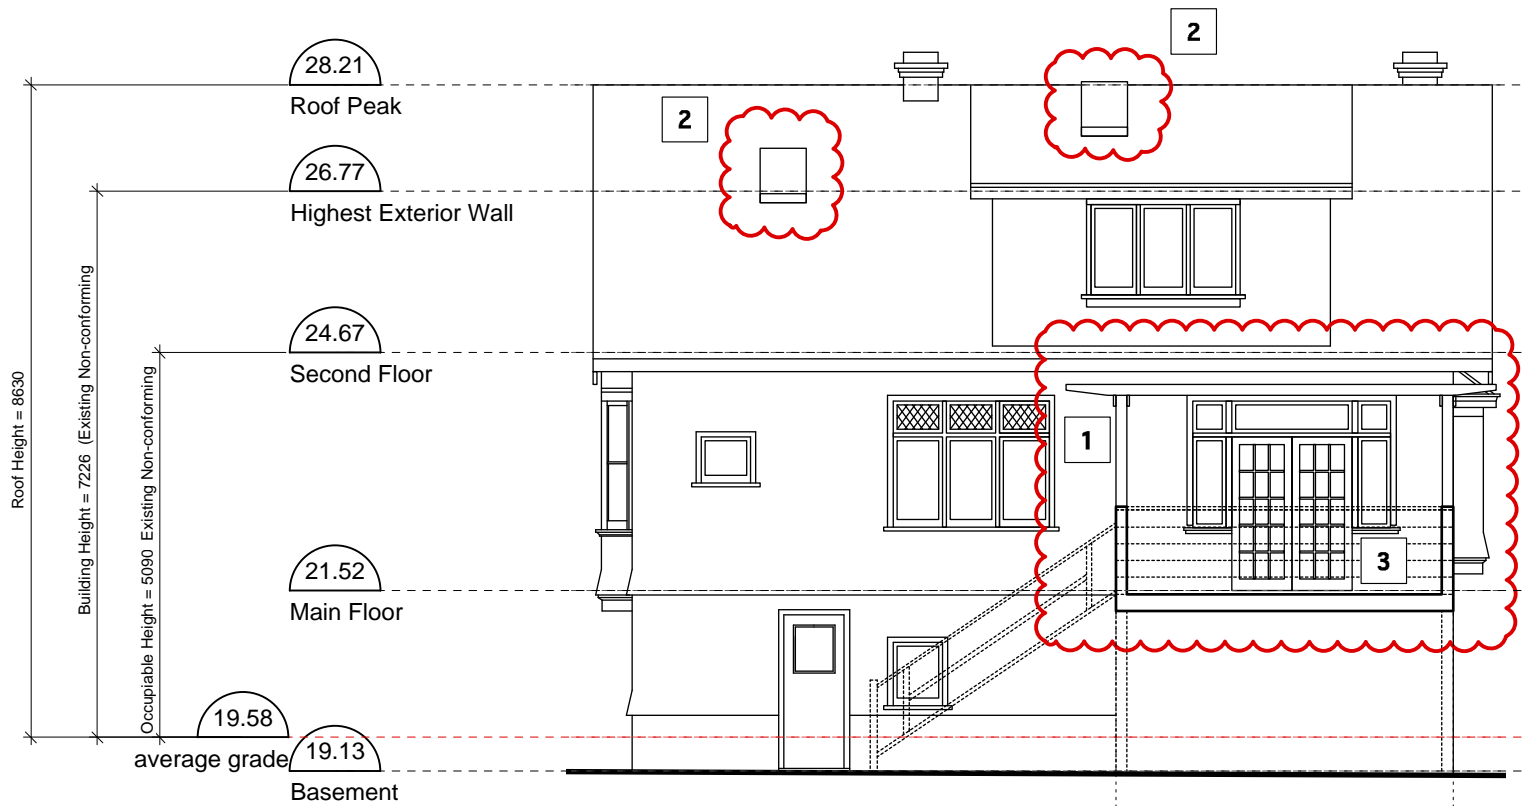 2
28.21
Roof Peak
2
26.77
Highest Exterior Wall
24.67
Second Floor
1
3
21.52
Main Floor
19.58
average grade
19.13
Basement
Roof Height = 8630
Building Height = 7226 (Existing Non-conforming
Occupiable Height = 5090 Existing Non-conforming